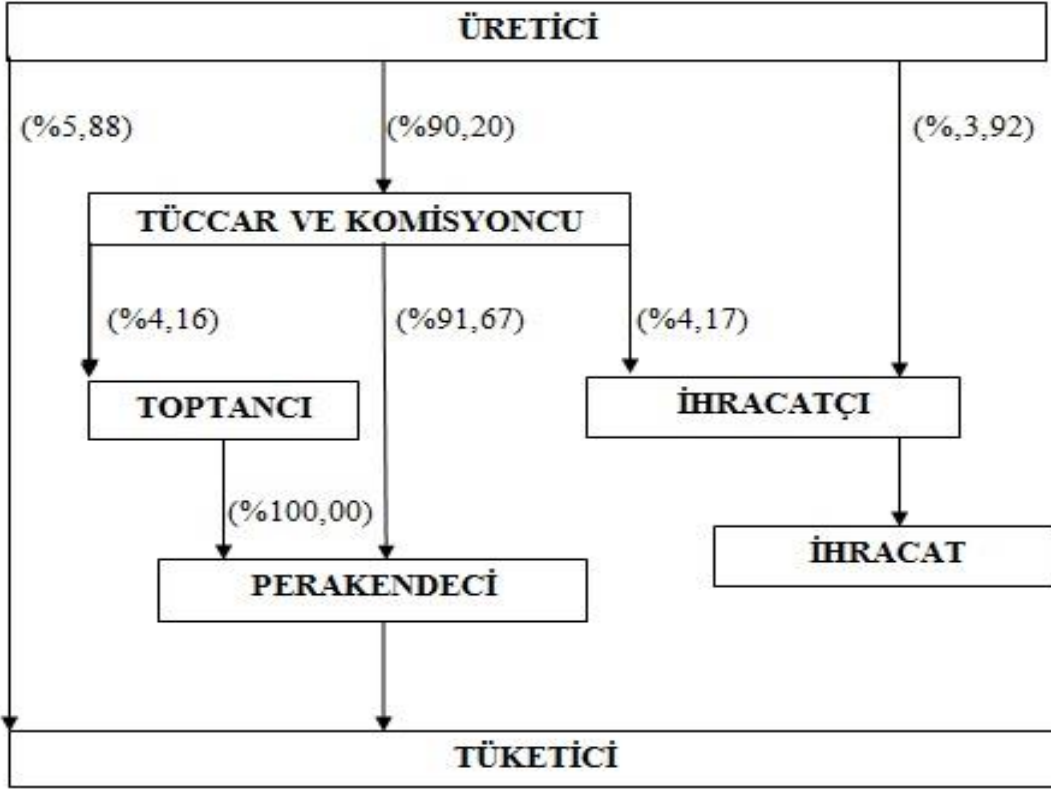 ÜRETİCİ
(%5,88)
(%90,20)
(%,3,92)
TÜCCAR VE KOMİSYONCU
(%4,16)
(%91,67)
(%4,17)
TOPTANCI
İHRACATÇI
(%100,00)
İHRACAT
PERAKENDECİ
TÜKETİCİ